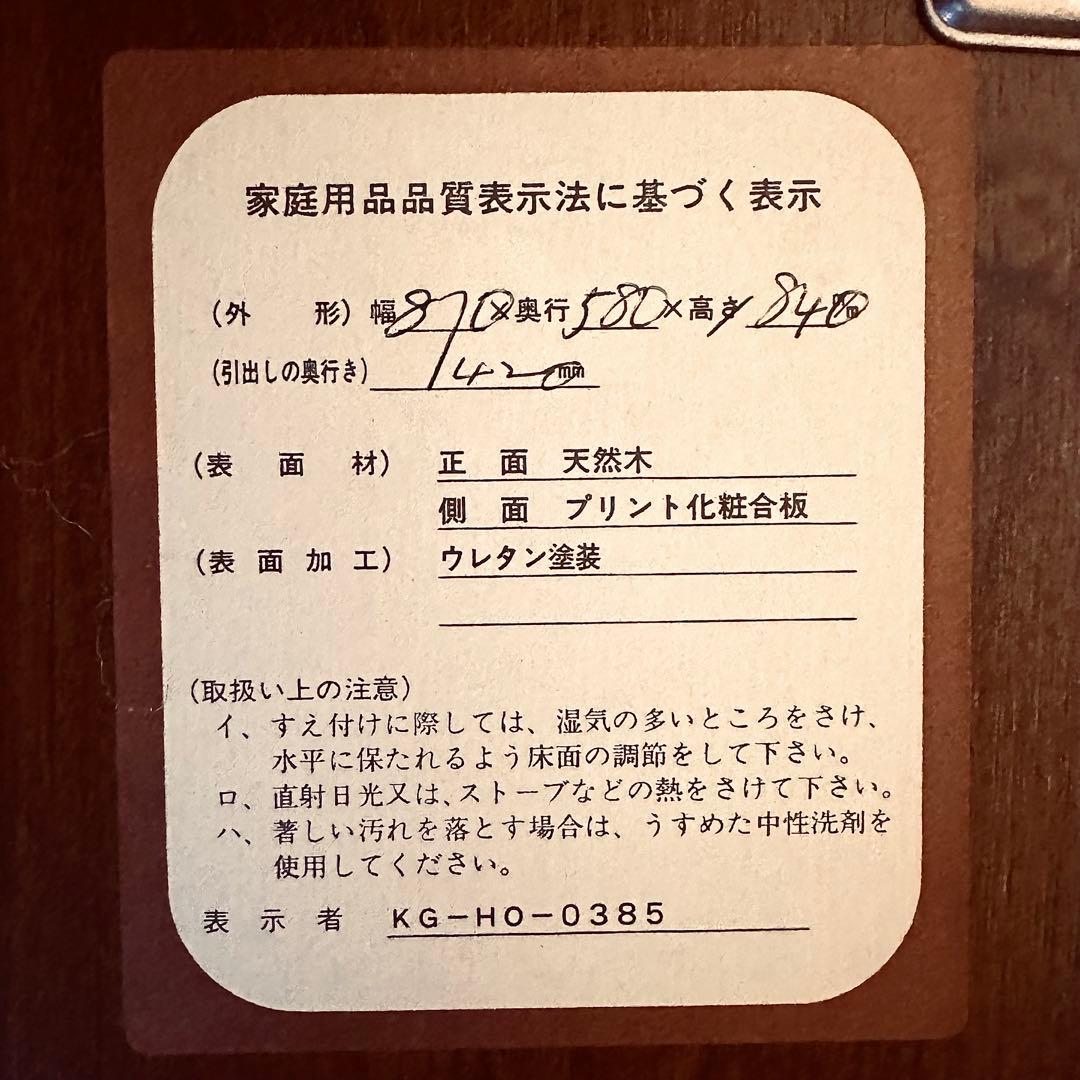 家庭用品品質表示法に基づく表示
(外　形) 幅870×奥行580×高さ840
(引出しの奥行き) 420mm
(表面材) 正面 天然木
側面 プリント化粧合板
(表面加工) ウレタン塗装
(取扱い上の注意)
イ、すえ付けに際しては、湿気の多いところをさけ、
水平に保たれるよう床面の調節をして下さい。
ロ、直射日光又は、ストーブなどの熱をさけて下さい。
ハ、著しい汚れを落とす場合は、うすめた中性洗剤を
使用してください。
表示者 KG-HO-0385